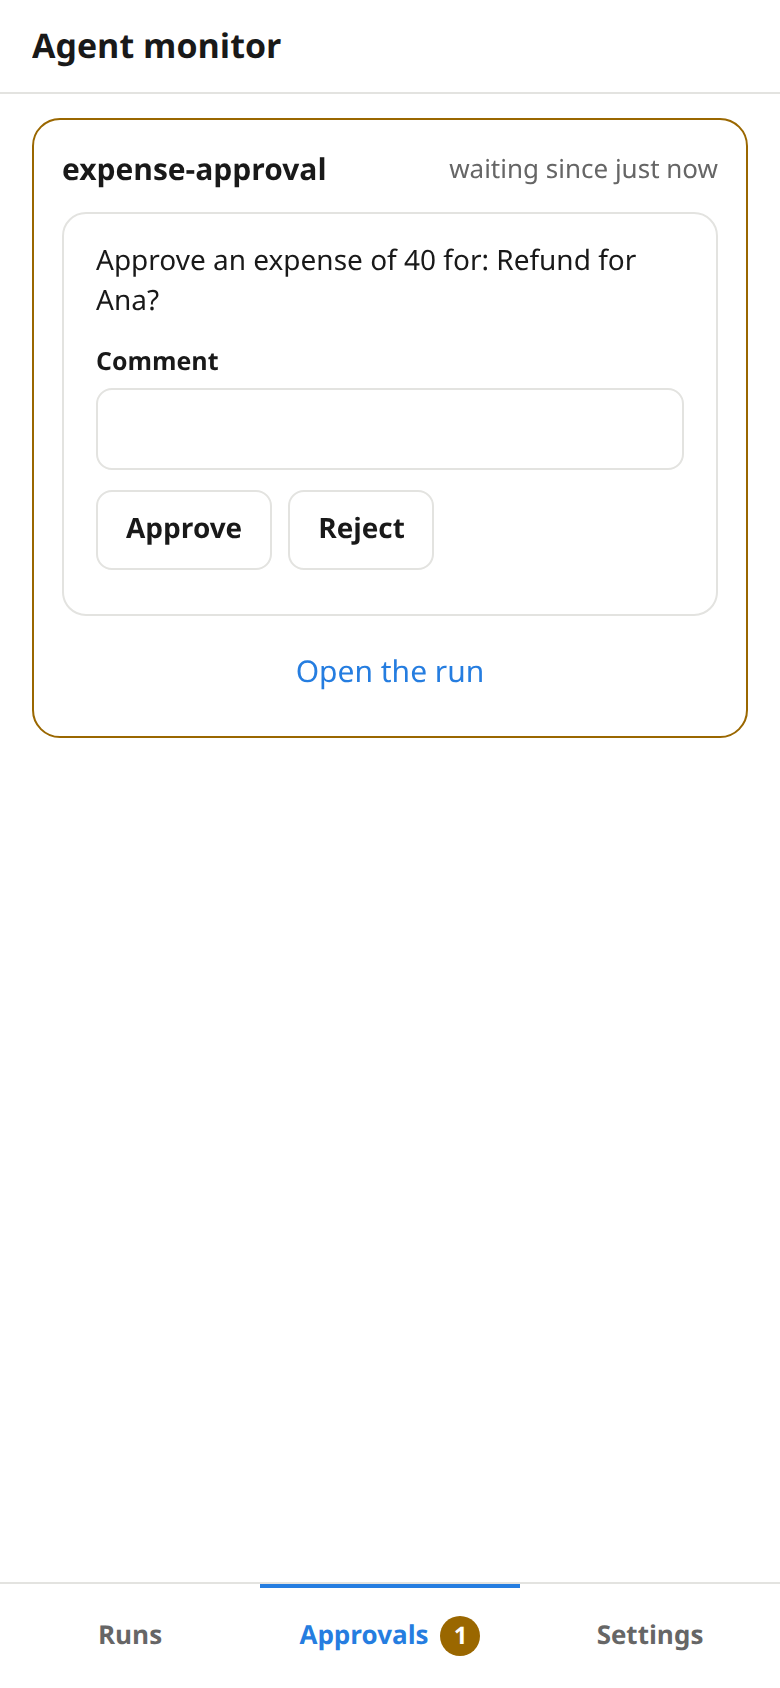 Agent monitor
expense-approval
waiting since just now
Approve an expense of 40 for: Refund for
Ana?
Comment
Approve
Reject
Open the run
Runs
Approvals 1
Settings